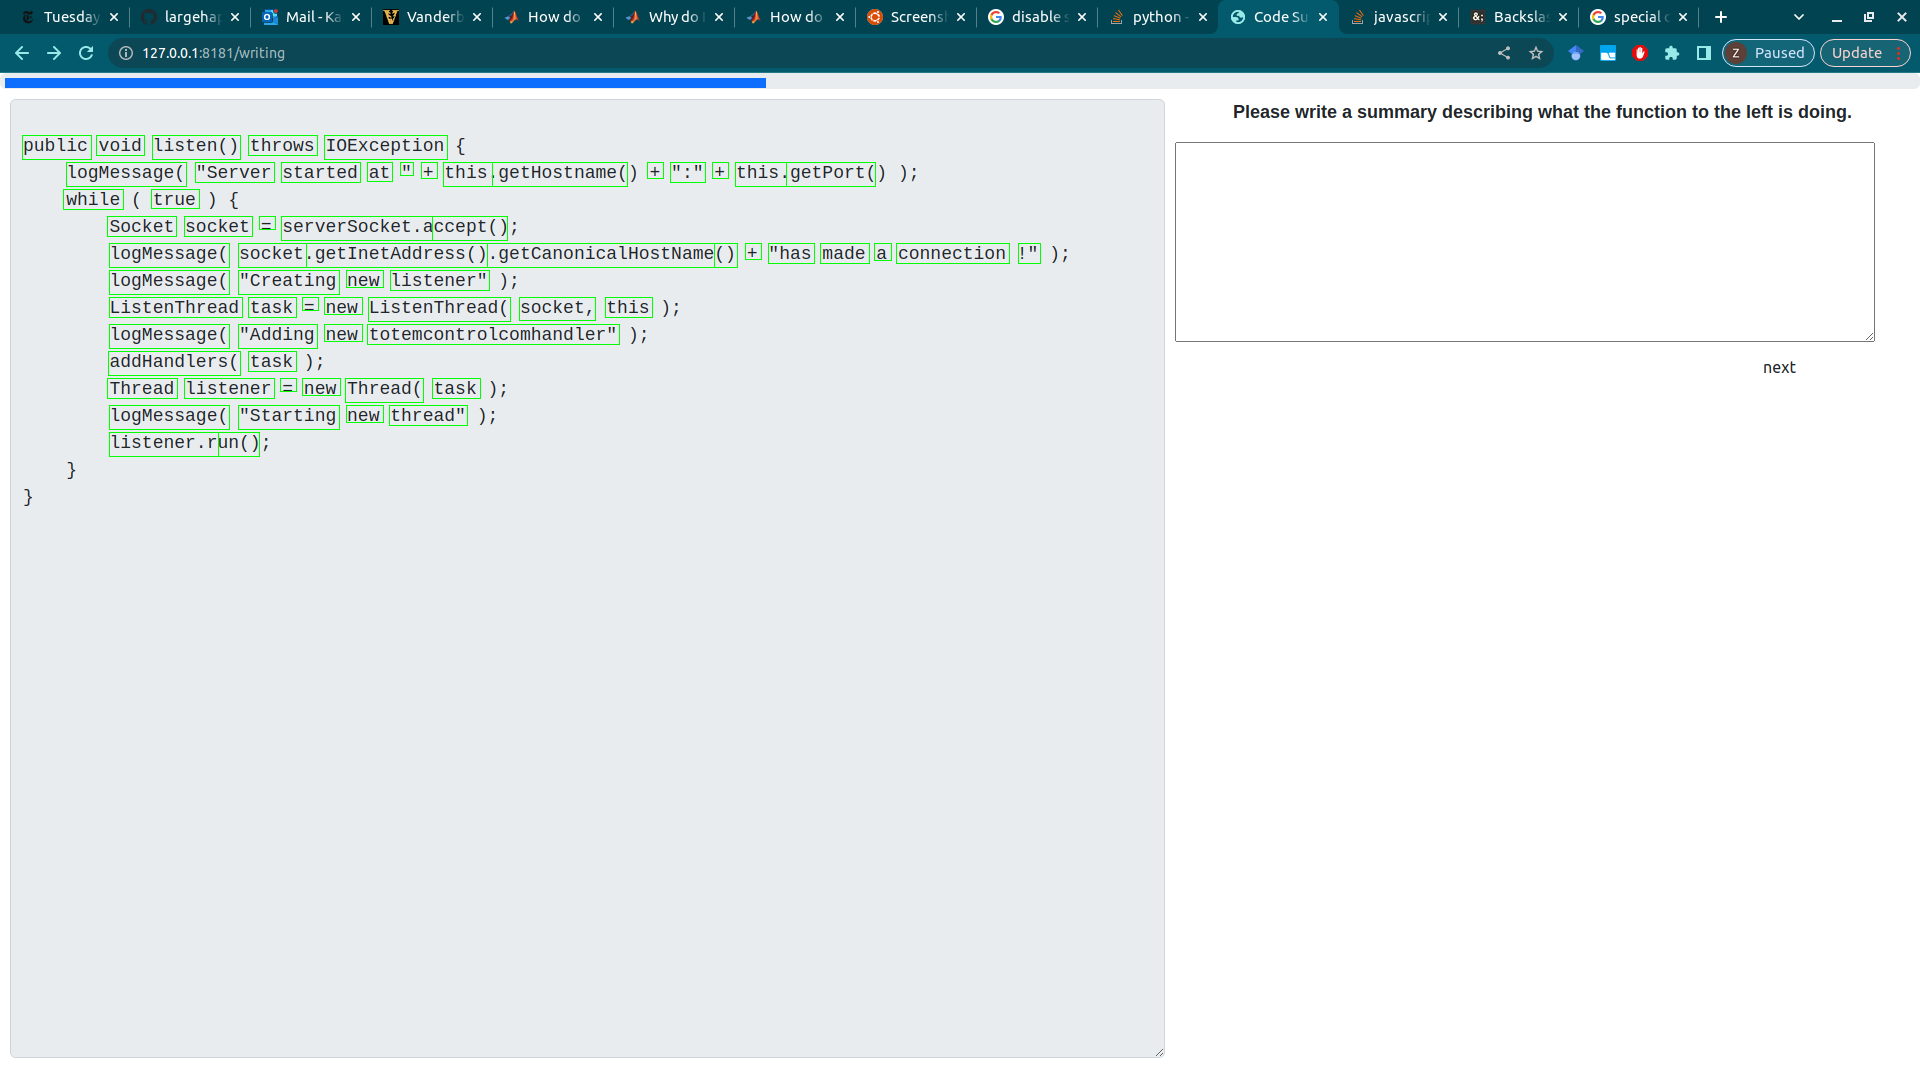 Tuesday
largehap
Mail - Ka
Vanderb
How do
Why do
How do
Screens
disable s
python -
Code Su
javascrip
Backsla
special c
127.0.0.1:8181/writing
Z Paused
Update
public void listen() throws IOException {
logMessage( "Server started at " + this.getHostname() + ":" + this.getPort() );
while ( true ) {
Socket socket = serverSocket.accept();
logMessage( socket.getInetAddress().getCanonicalHostName() + "has made a connection !" );
logMessage( "Creating new listener" );
ListenThread task = new ListenThread( socket, this );
logMessage( "Adding new totemcontrolcomhandler" );
addHandlers( task );
Thread listener = new Thread( task );
logMessage( "Starting new thread" );
listener.run();
}
}
Please write a summary describing what the function to the left is doing.
next